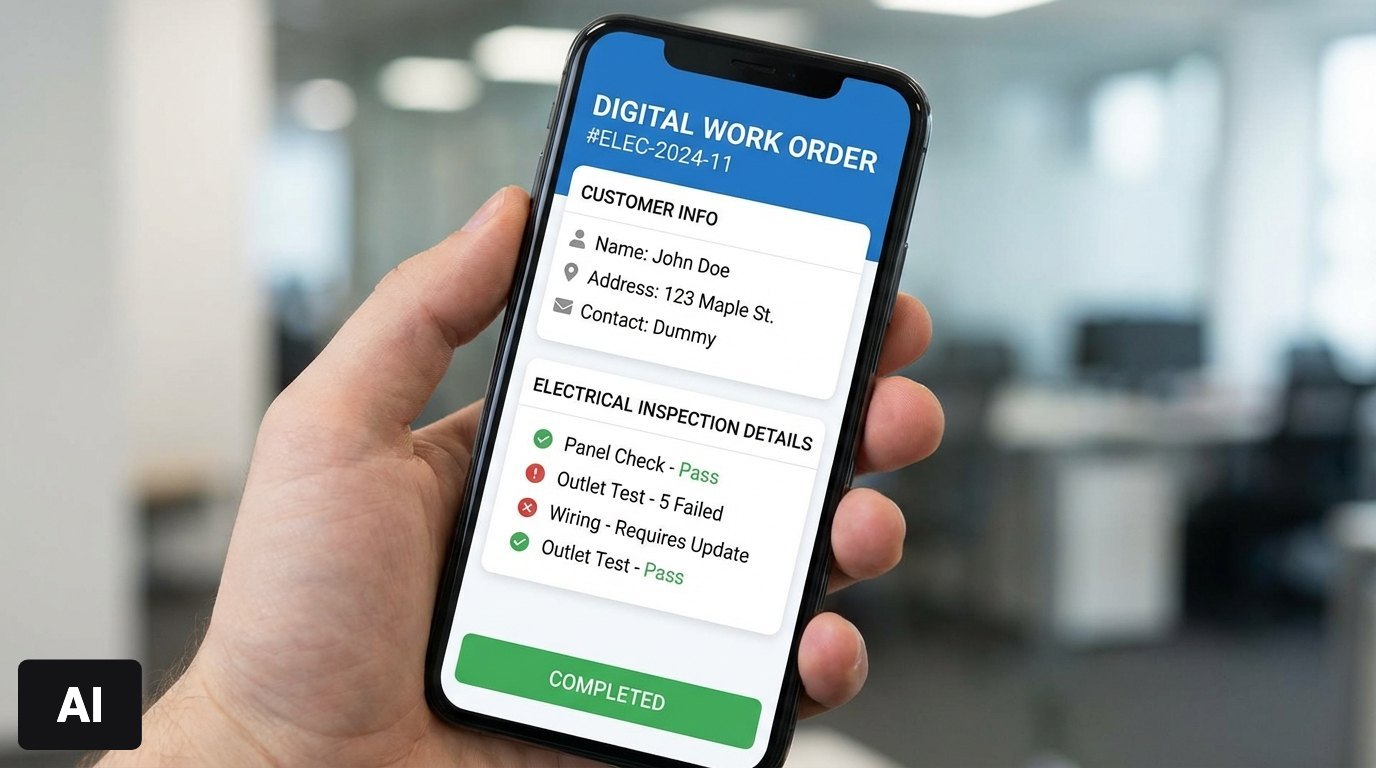 DIGITAL WORK ORDER
#ELEC-2024-11
CUSTOMER INFO
Name: John Doe
Address: 123 Maple St.
Contact: Dummy
ELECTRICAL INSPECTION DETAILS
Panel Check - Pass
Outlet Test - 5 Failed
Wiring - Requires Update
Outlet Test - Pass
COMPLETED
AI